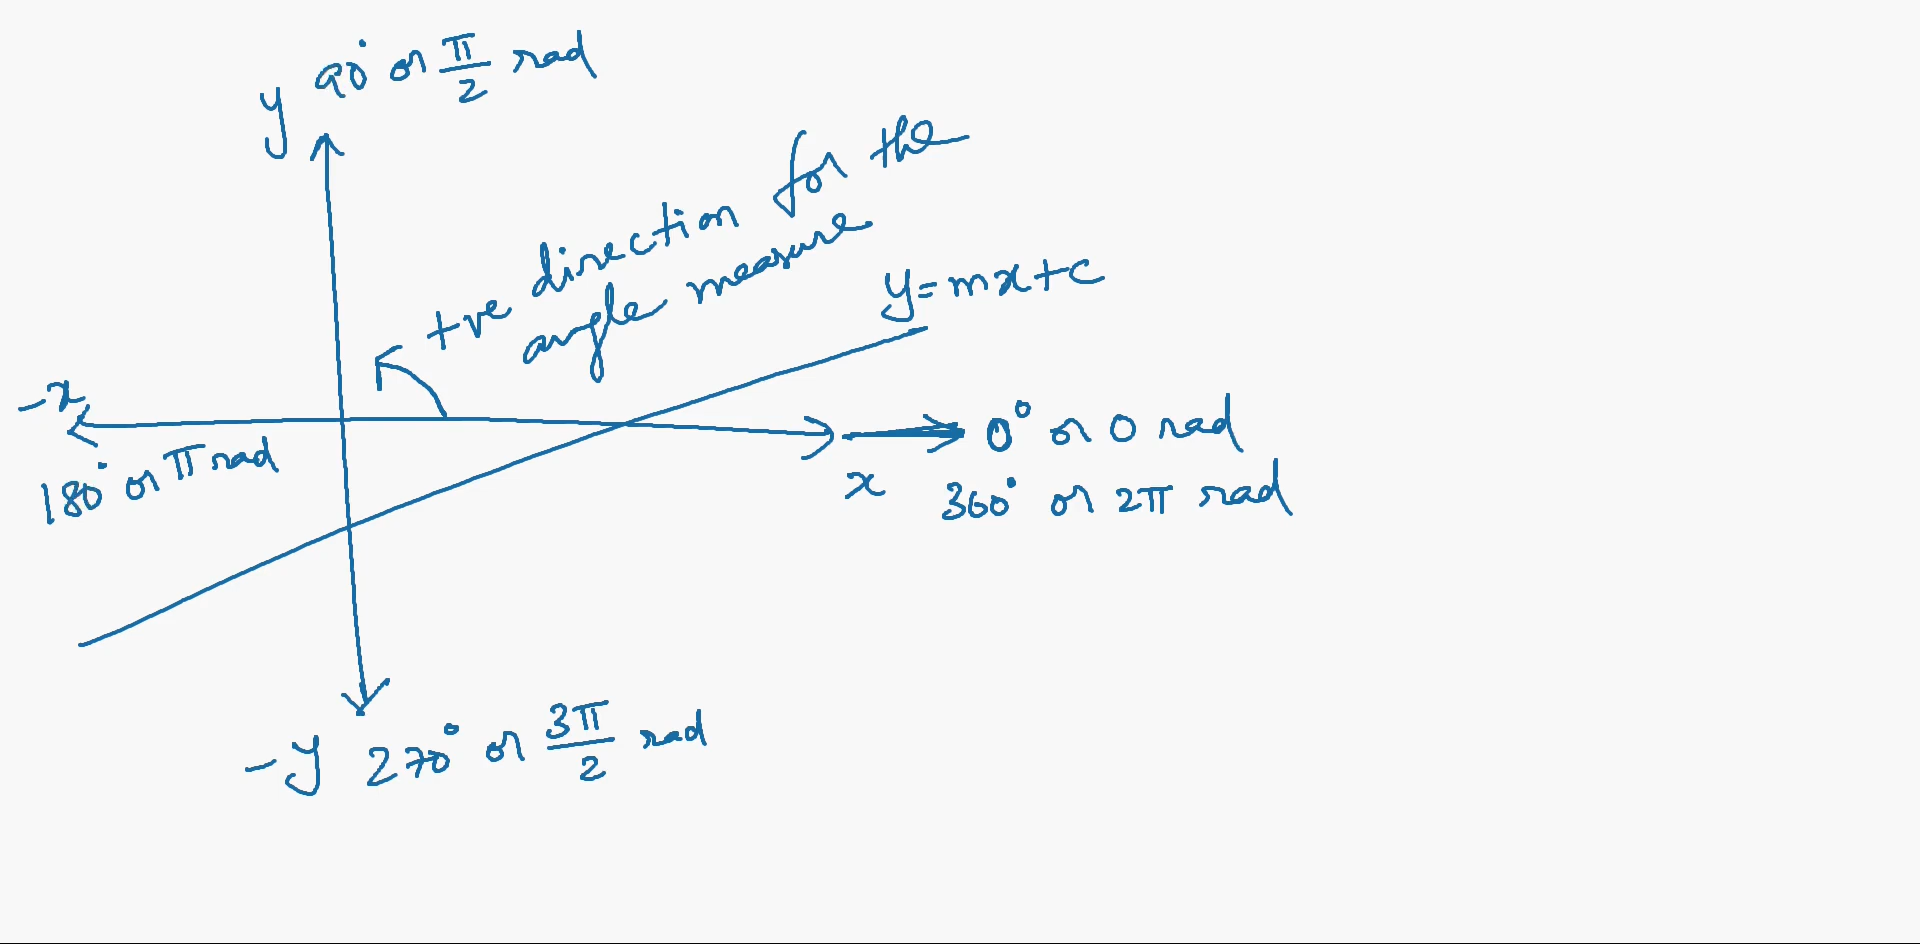 y 90° or π/2 rad
+ve direction for the
angle measure
y=mx+c
-x
180° or π rad
0° or 0 rad
x 360° or 2π rad
-y 270° or 3π/2 rad